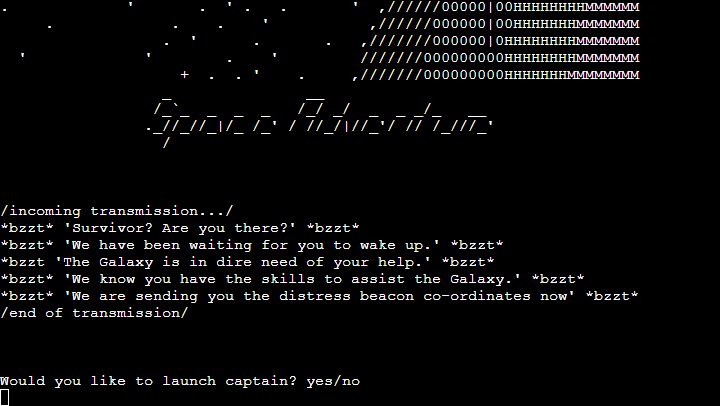 Space Adventure
/incoming transmission.../
*bzzt* 'Survivor? Are you there?' *bzzt*
*bzzt* 'We have been waiting for you to wake up.' *bzzt*
*bzzt 'The Galaxy is in dire need of your help.' *bzzt*
*bzzt* 'We know you have the skills to assist the Galaxy.' *bzzt*
*bzzt* 'We are sending you the distress beacon co-ordinates now' *bzzt*
/end of transmission/
Would you like to launch captain? yes/no